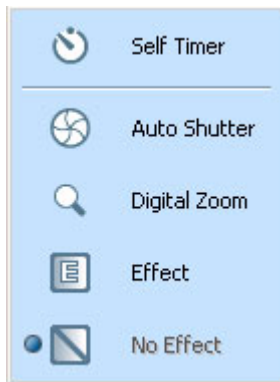 Self Timer
Auto Shutter
Digital Zoom
E
Effect
No Effect